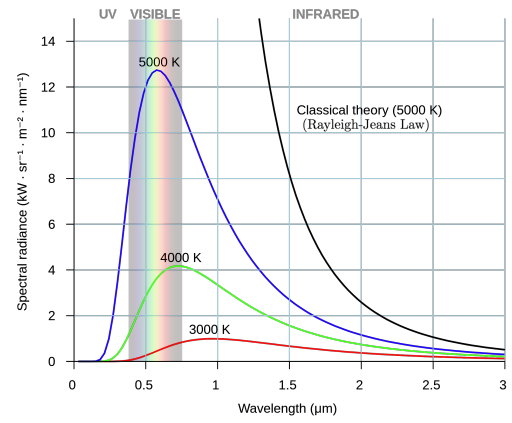 UV VISIBLE INFRARED
14
12
10
8
6
4
2
0
Spectral radiance (kW · sr⁻¹ · m⁻² · nm⁻¹)
5000 K
Classical theory (5000 K)
(Rayleigh-Jeans Law)
4000 K
3000 K
0 0.5 1 1.5 2 2.5 3
Wavelength (μm)